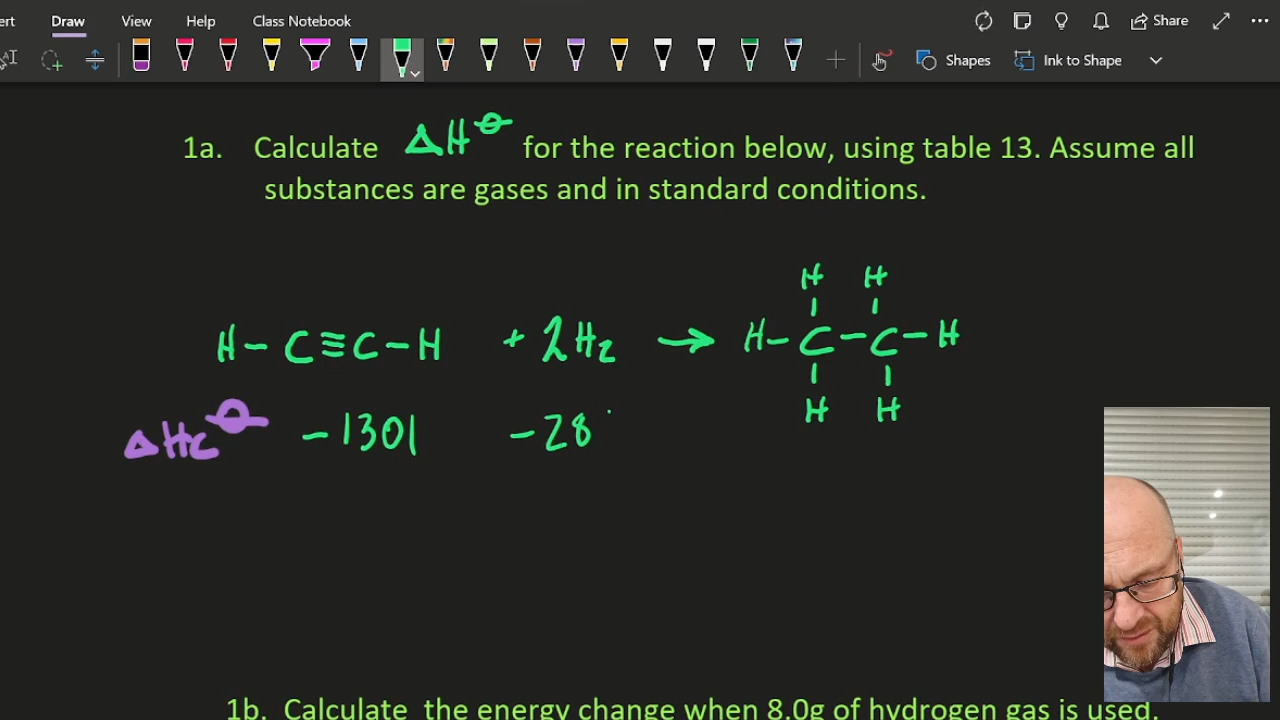 ert Draw View Help Class Notebook Share
Shapes Ink to Shape
1a. Calculate ΔH⊖ for the reaction below, using table 13. Assume all
substances are gases and in standard conditions.
H H
H–C≡C–H + 2H₂ → H–C–C–H
H H
ΔHc⊖ –1301 –28
1b. Calculate the energy change when 8.0g of hydrogen gas is used.